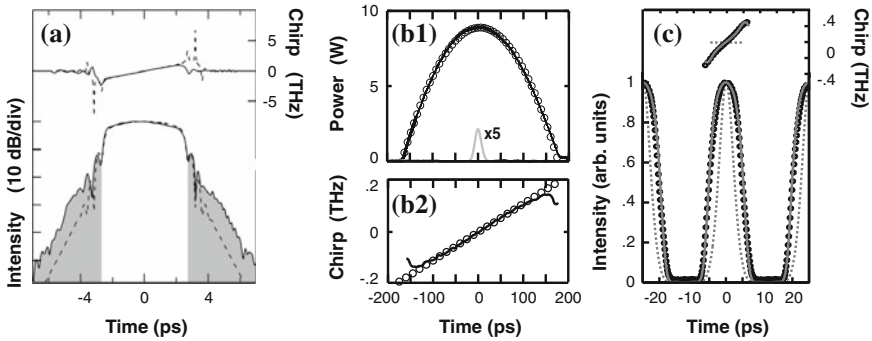 (a)
Chirp (THz)
5
0
-5
Intensity (10 dB/div)
-4 0 4
Time (ps)
(b1)
Power (W)
10
5
0
x5
(b2)
Chirp (THz)
.2
0
-.2
-200 -100 0 100 200
Time (ps)
(c)
Chirp (THz)
.4
.2
0
-.4
Intensity (arb. units)
1
.8
.6
.4
.2
0
-20 -10 0 10 20
Time (ps)